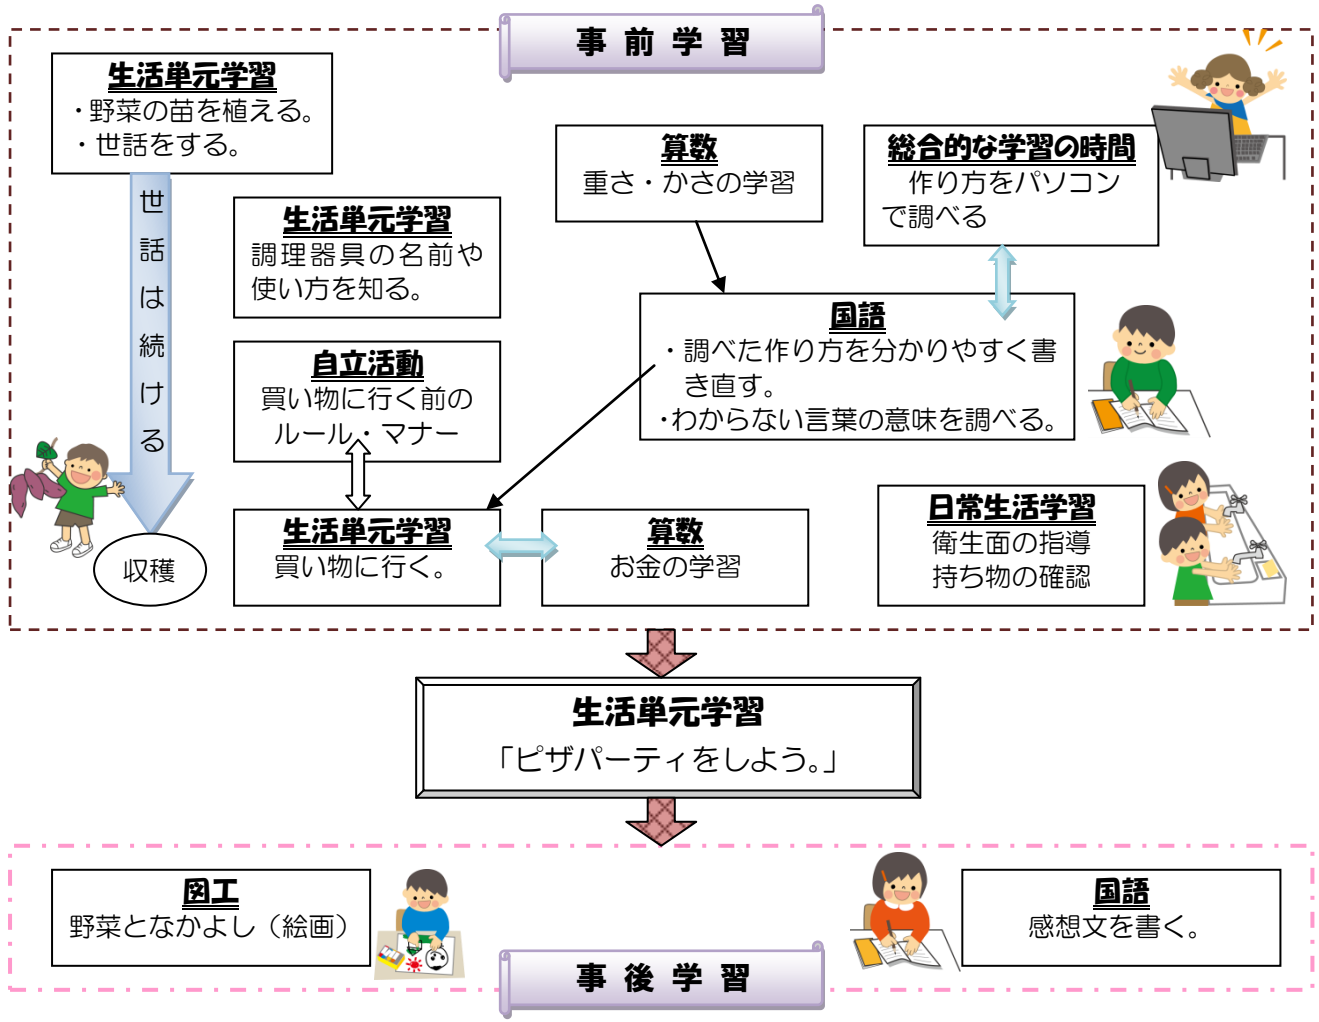 事前学習
生活単元学習
・野菜の苗を植える。
・世話をする。
世話は続ける
収穫
生活単元学習
調理器具の名前や
使い方を知る。
自立活動
買い物に行く前の
ルール・マナー
生活単元学習
買い物に行く。
算数
重さ・かさの学習
総合的な学習の時間
作り方をパソコン
で調べる
国語
・調べた作り方を分かりやすく書
き直す。
・わからない言葉の意味を調べる。
算数
お金の学習
日常生活学習
衛生面の指導
持ち物の確認
生活単元学習
「ピザパーティをしよう。」
図工
野菜となかよし（絵画）
国語
感想文を書く。
事後学習